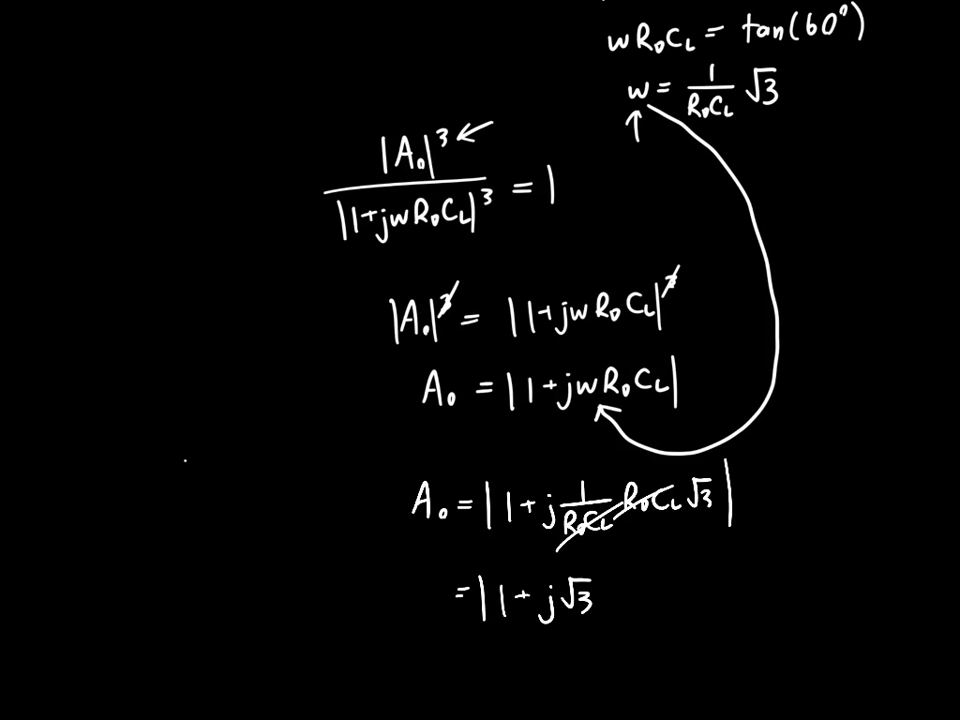 wR₀C_L = tan(60°)
w = 1/(R₀C_L) √3
|A₀|³ / |1+jwR₀C_L|³ = 1
|A₀|³ = |1+jwR₀C_L|³
A₀ = |1+jwR₀C_L|
A₀ = |1+j 1/(R₀C_L) R₀C_L √3|
= |1+j√3